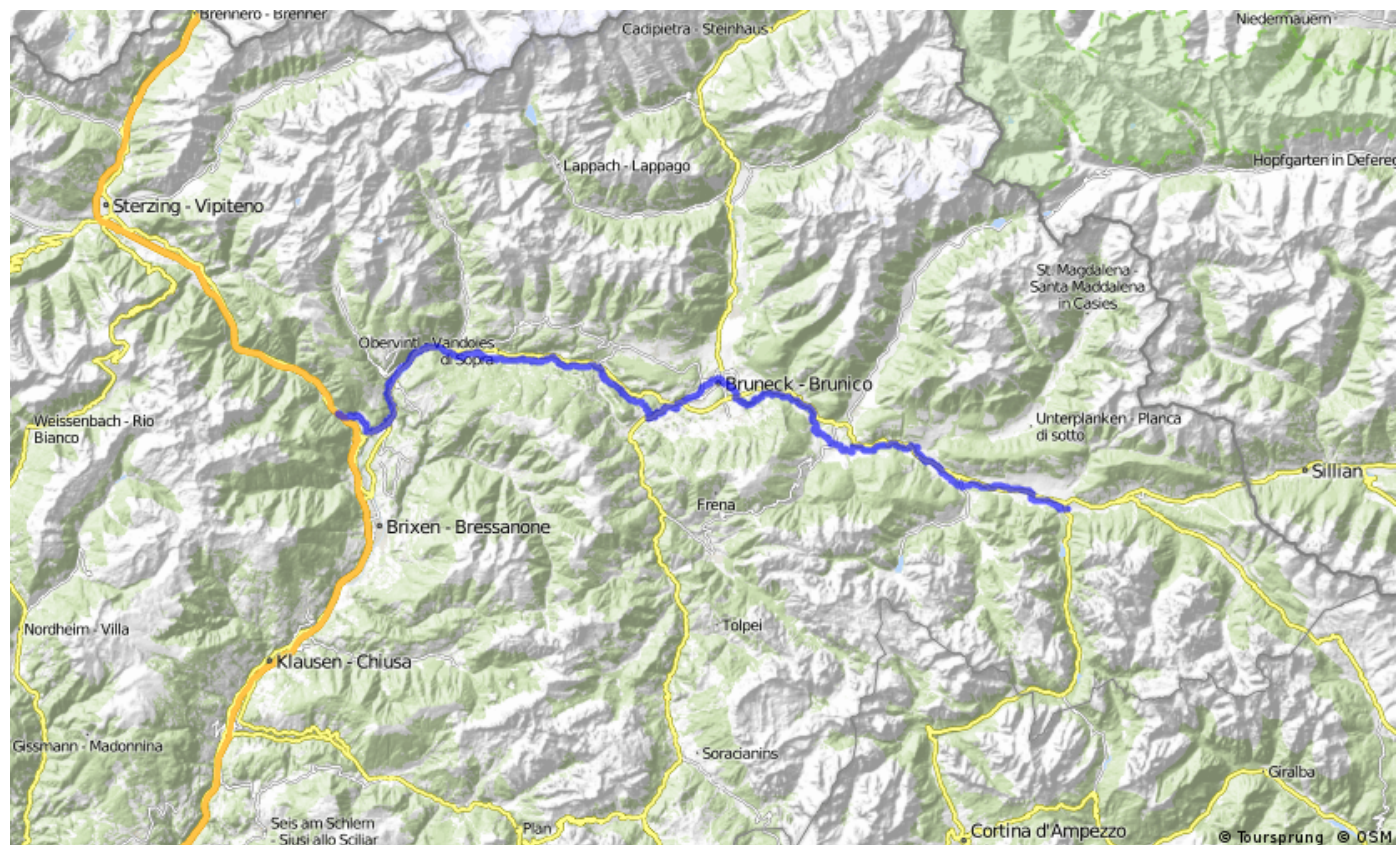 Brennero - Brenner
Cadipietra - Steinhaus
Niedermauern
Lappach - Lappago
Hopfgarten in Defereg
Sterzing - Vipiteno
St. Magdalena -
Santa Maddalena
in Casies
Obervintl - Vandoies
di Sopra
Bruneck - Brunico
Weissenbach - Rio
Bianco
Unterplanken - Planca
di sotto
Sillian
Frena
Brixen - Bressanone
Tolpei
Nordheim - Villa
Klausen - Chiusa
Gissmann - Madonnina
Soracianins
Giralba
Seis am Schlern
- Siusi allo Sciliar
Plan
Cortina d'Ampezzo
© Toursprung © OSM